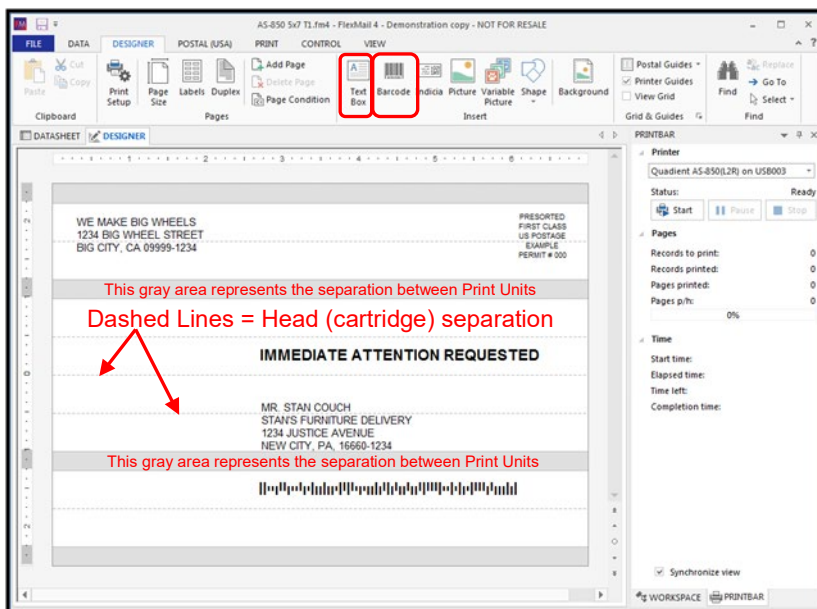 AS-850 5x7 T1.fm4 - FlexMail 4 - Demonstration copy - NOT FOR RESALE
FILE DATA DESIGNER POSTAL (USA) PRINT CONTROL VIEW
Paste
Cut
Copy
Clipboard
Print Setup
Page Size
Labels
Duplex
Add Page
Delete Page
Page Condition
Pages
Text Box
Barcode
Indicia
Picture
Variable Picture
Shape
Background
Insert
Postal Guides
Printer Guides
View Grid
Grid & Guides
Find
Replace
Go To
Select
Find
DATASHEET DESIGNER
WE MAKE BIG WHEELS
1234 BIG WHEEL STREET
BIG CITY, CA 09999-1234
PRESORTED
FIRST CLASS
US POSTAGE
EXAMPLE
PERMIT # 000
This gray area represents the separation between Print Units
Dashed Lines = Head (cartridge) separation
IMMEDIATE ATTENTION REQUESTED
MR. STAN COUCH
STAN'S FURNITURE DELIVERY
1234 JUSTICE AVENUE
NEW CITY, PA, 16660-1234
This gray area represents the separation between Print Units
PRINTBAR
Printer
Quadient AS-850(L2R) on USB003
Status: Ready
Start Pause Stop
Pages
Records to print: 0
Records printed: 0
Pages printed: 0
Pages p/h: 0
0%
Time
Start time:
Elapsed time:
Time left:
Completion time:
Synchronize view
WORKSPACE PRINTBAR